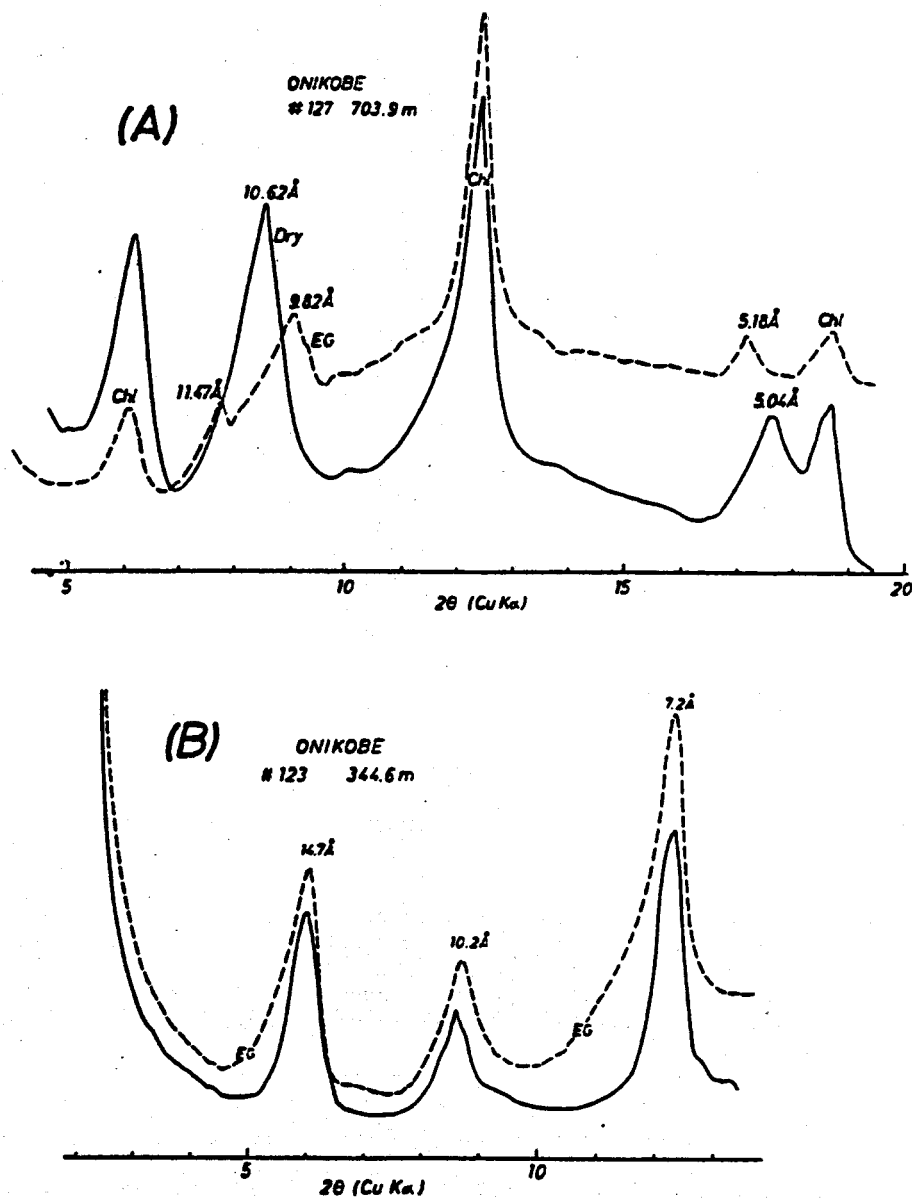 (A)
ONIKOBE
# 127 703.9 m
10.62Å
Dry
9.82Å
EG
11.47Å
Chl
Chl
5.18Å
Chl
5.04Å
5 10 15 20
2θ (Cu Kα)
(B)
ONIKOBE
# 123 344.6 m
14.7Å
10.2Å
7.2Å
EG
EG
5 10
2θ (Cu Kα)